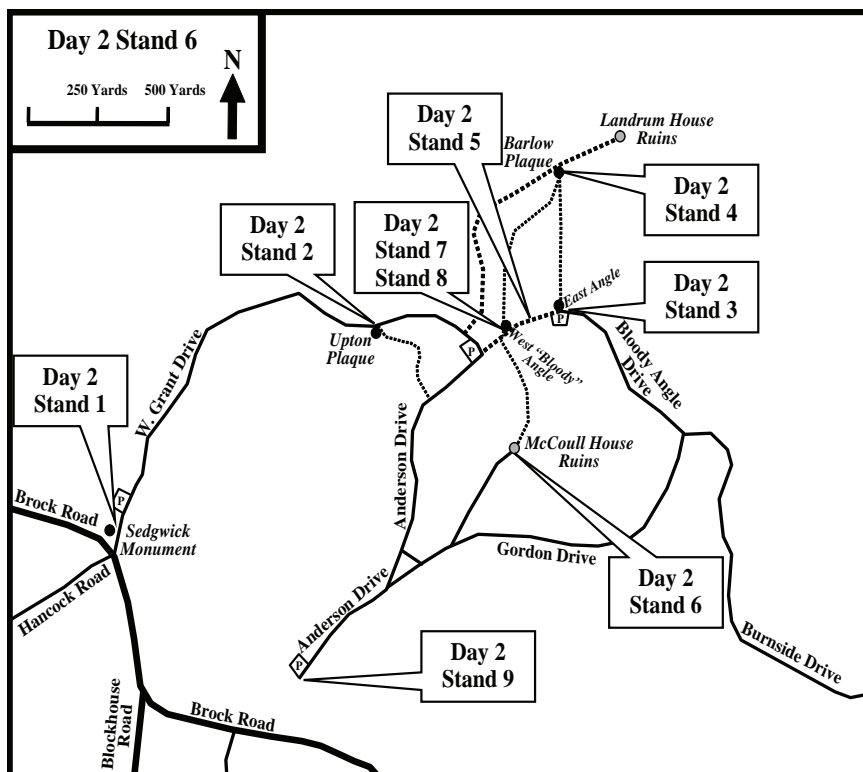 Day 2 Stand 6
250 Yards
500 Yards
N
Day 2
Stand 5
Landrum House
Ruins
Barlow
Plaque
Day 2
Stand 4
Day 2
Stand 2
Day 2
Stand 7
Stand 8
East Angle
Day 2
Stand 3
P
Upton
Plaque
P
West “Bloody”
Angle
Bloody Angle
Drive
W. Grant Drive
Day 2
Stand 1
Anderson Drive
McCoull House
Ruins
P
Brock Road
Sedgwick
Monument
Hancock Road
Gordon Drive
Day 2
Stand 6
Anderson Drive
P
Day 2
Stand 9
Burnside Drive
Blockhouse
Road
Brock Road